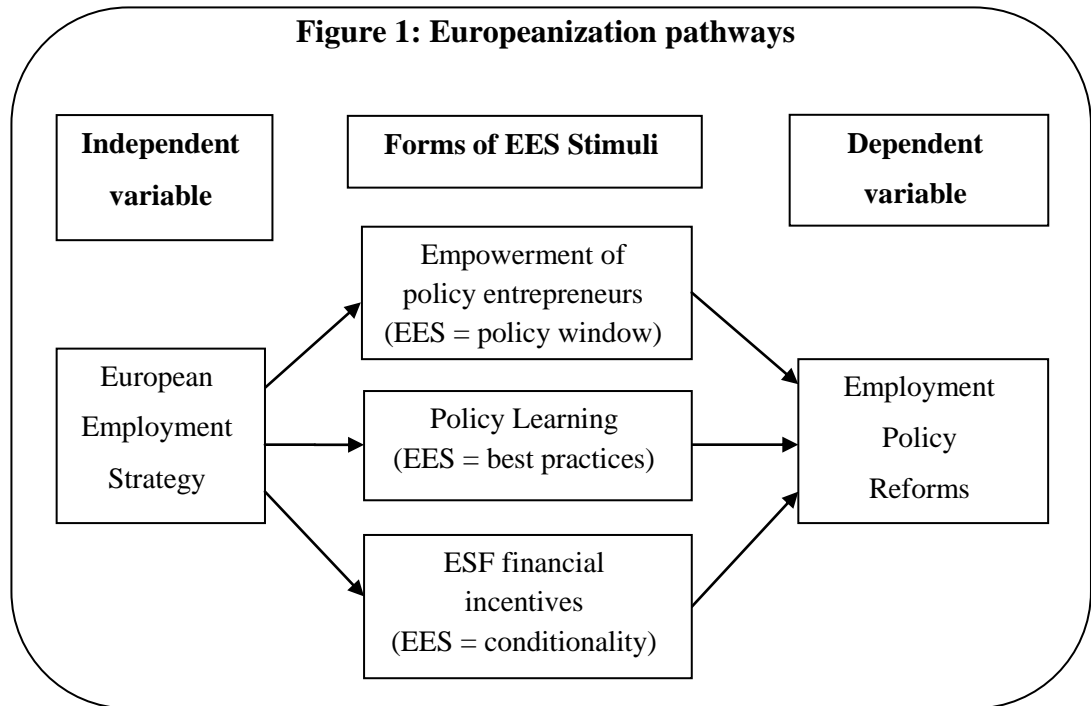 Figure 1: Europeanization pathways
Independent
variable
Forms of EES Stimuli
Dependent
variable
Empowerment of
policy entrepreneurs
(EES = policy window)
European
Employment
Strategy
Policy Learning
(EES = best practices)
Employment
Policy
Reforms
ESF financial
incentives
(EES = conditionality)